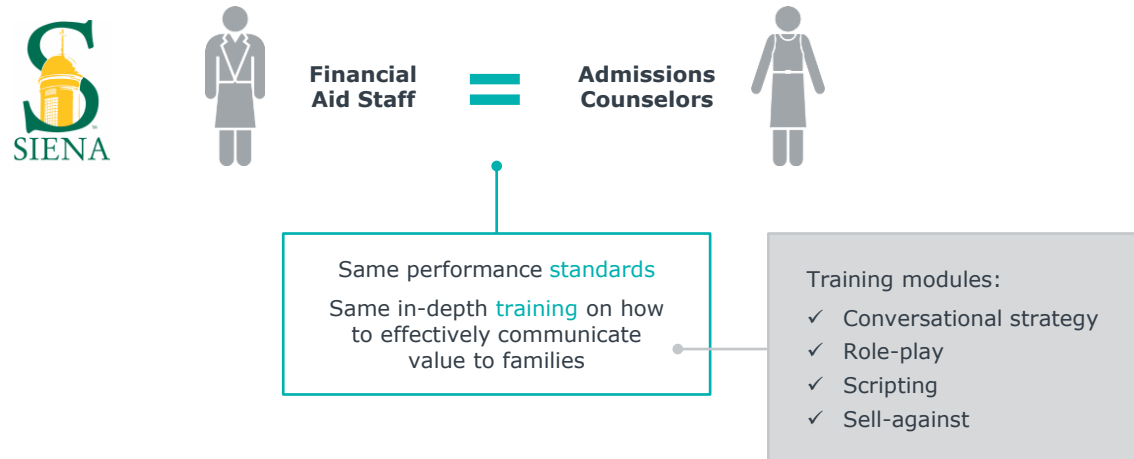 S
SIENA
Financial
Aid Staff
=
Admissions
Counselors
Same performance standards
Same in-depth training on how
to effectively communicate
value to families
Training modules:
✓ Conversational strategy
✓ Role-play
✓ Scripting
✓ Sell-against